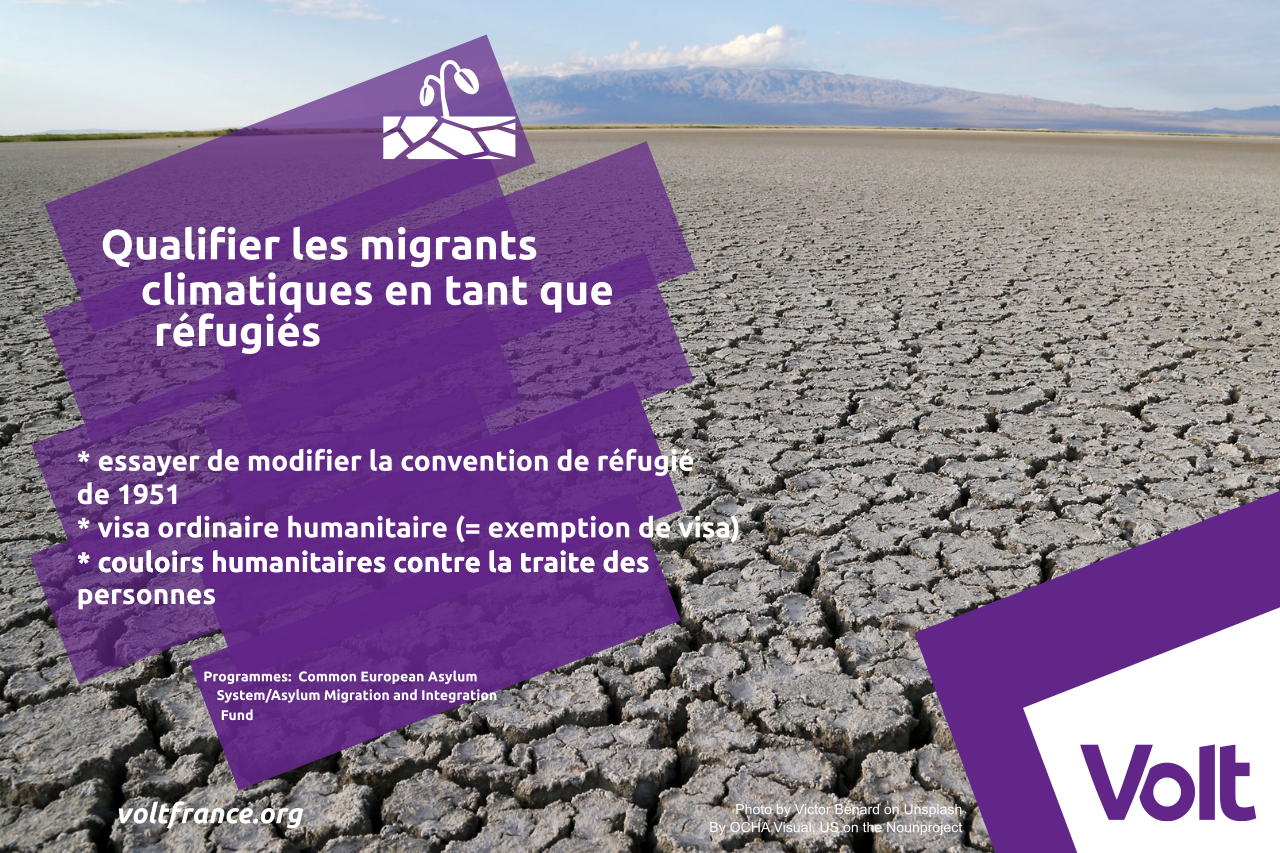 Qualifier les migrants
climatiques en tant que
réfugiés
* essayer de modifier la convention de réfugié
de 1951
* visa ordinaire humanitaire (= exemption de visa)
* couloirs humanitaires contre la traite des
personnes
Programmes:  Common European Asylum
System/Asylum Migration and Integration
Fund
voltfrance.org
Photo by Victor Benard on Unsplash
By OCHA Visual, US on the Nounproject
Volt